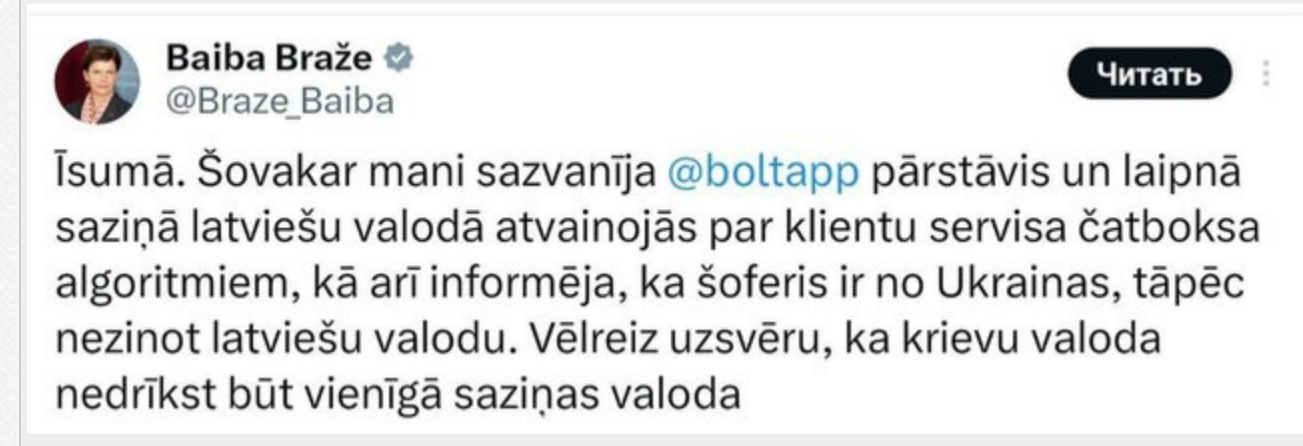 Baiba Braže
@Braze_Baiba
Читать
Īsumā. Šovakar mani sazvanīja @boltapp pārstāvis un laipnā
saziņā latviešu valodā atvainojās par klientu servisa čatboksa
algoritmiem, kā arī informēja, ka šoferis ir no Ukrainas, tāpēc
nezinot latviešu valodu. Vēlreiz uzsvēru, ka krievu valoda
nedrīkst būt vienīgā saziņas valoda